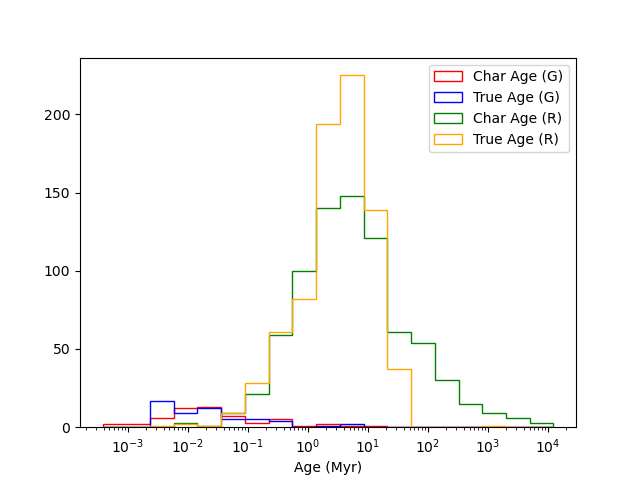 Char Age (G)
True Age (G)
Char Age (R)
True Age (R)
200
150
100
50
0
10⁻³ 10⁻² 10⁻¹ 10⁰ 10¹ 10² 10³ 10⁴
Age (Myr)